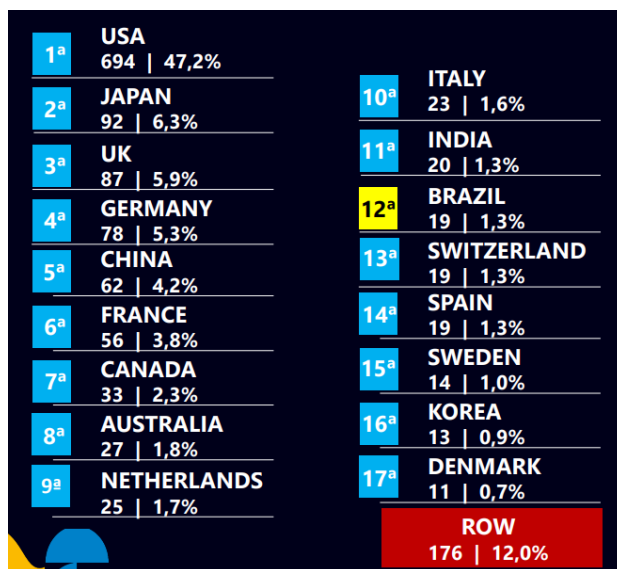 1ª
USA
694 | 47,2%
2ª
JAPAN
92 | 6,3%
3ª
UK
87 | 5,9%
4ª
GERMANY
78 | 5,3%
5ª
CHINA
62 | 4,2%
6ª
FRANCE
56 | 3,8%
7ª
CANADA
33 | 2,3%
8ª
AUSTRALIA
27 | 1,8%
9ª
NETHERLANDS
25 | 1,7%
10ª
ITALY
23 | 1,6%
11ª
INDIA
20 | 1,3%
12ª
BRAZIL
19 | 1,3%
13ª
SWITZERLAND
19 | 1,3%
14ª
SPAIN
19 | 1,3%
15ª
SWEDEN
14 | 1,0%
16ª
KOREA
13 | 0,9%
17ª
DENMARK
11 | 0,7%
ROW
176 | 12,0%